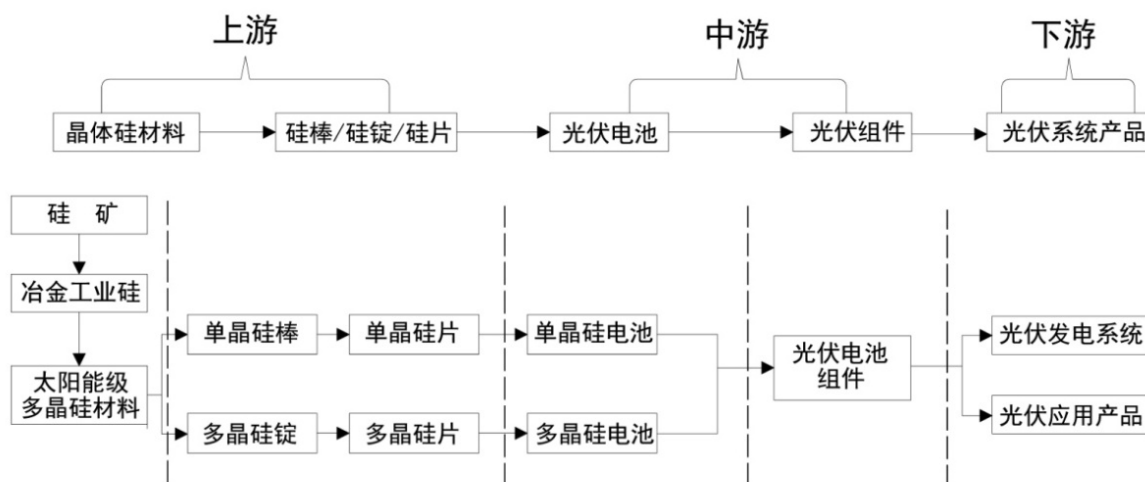 上游
中游
下游
晶体硅材料
硅棒/硅锭/硅片
光伏电池
光伏组件
光伏系统产品
硅 矿
冶金工业硅
太阳能级
多晶硅材料
单晶硅棒
单晶硅片
单晶硅电池
多晶硅锭
多晶硅片
多晶硅电池
光伏电池
组件
光伏发电系统
光伏应用产品